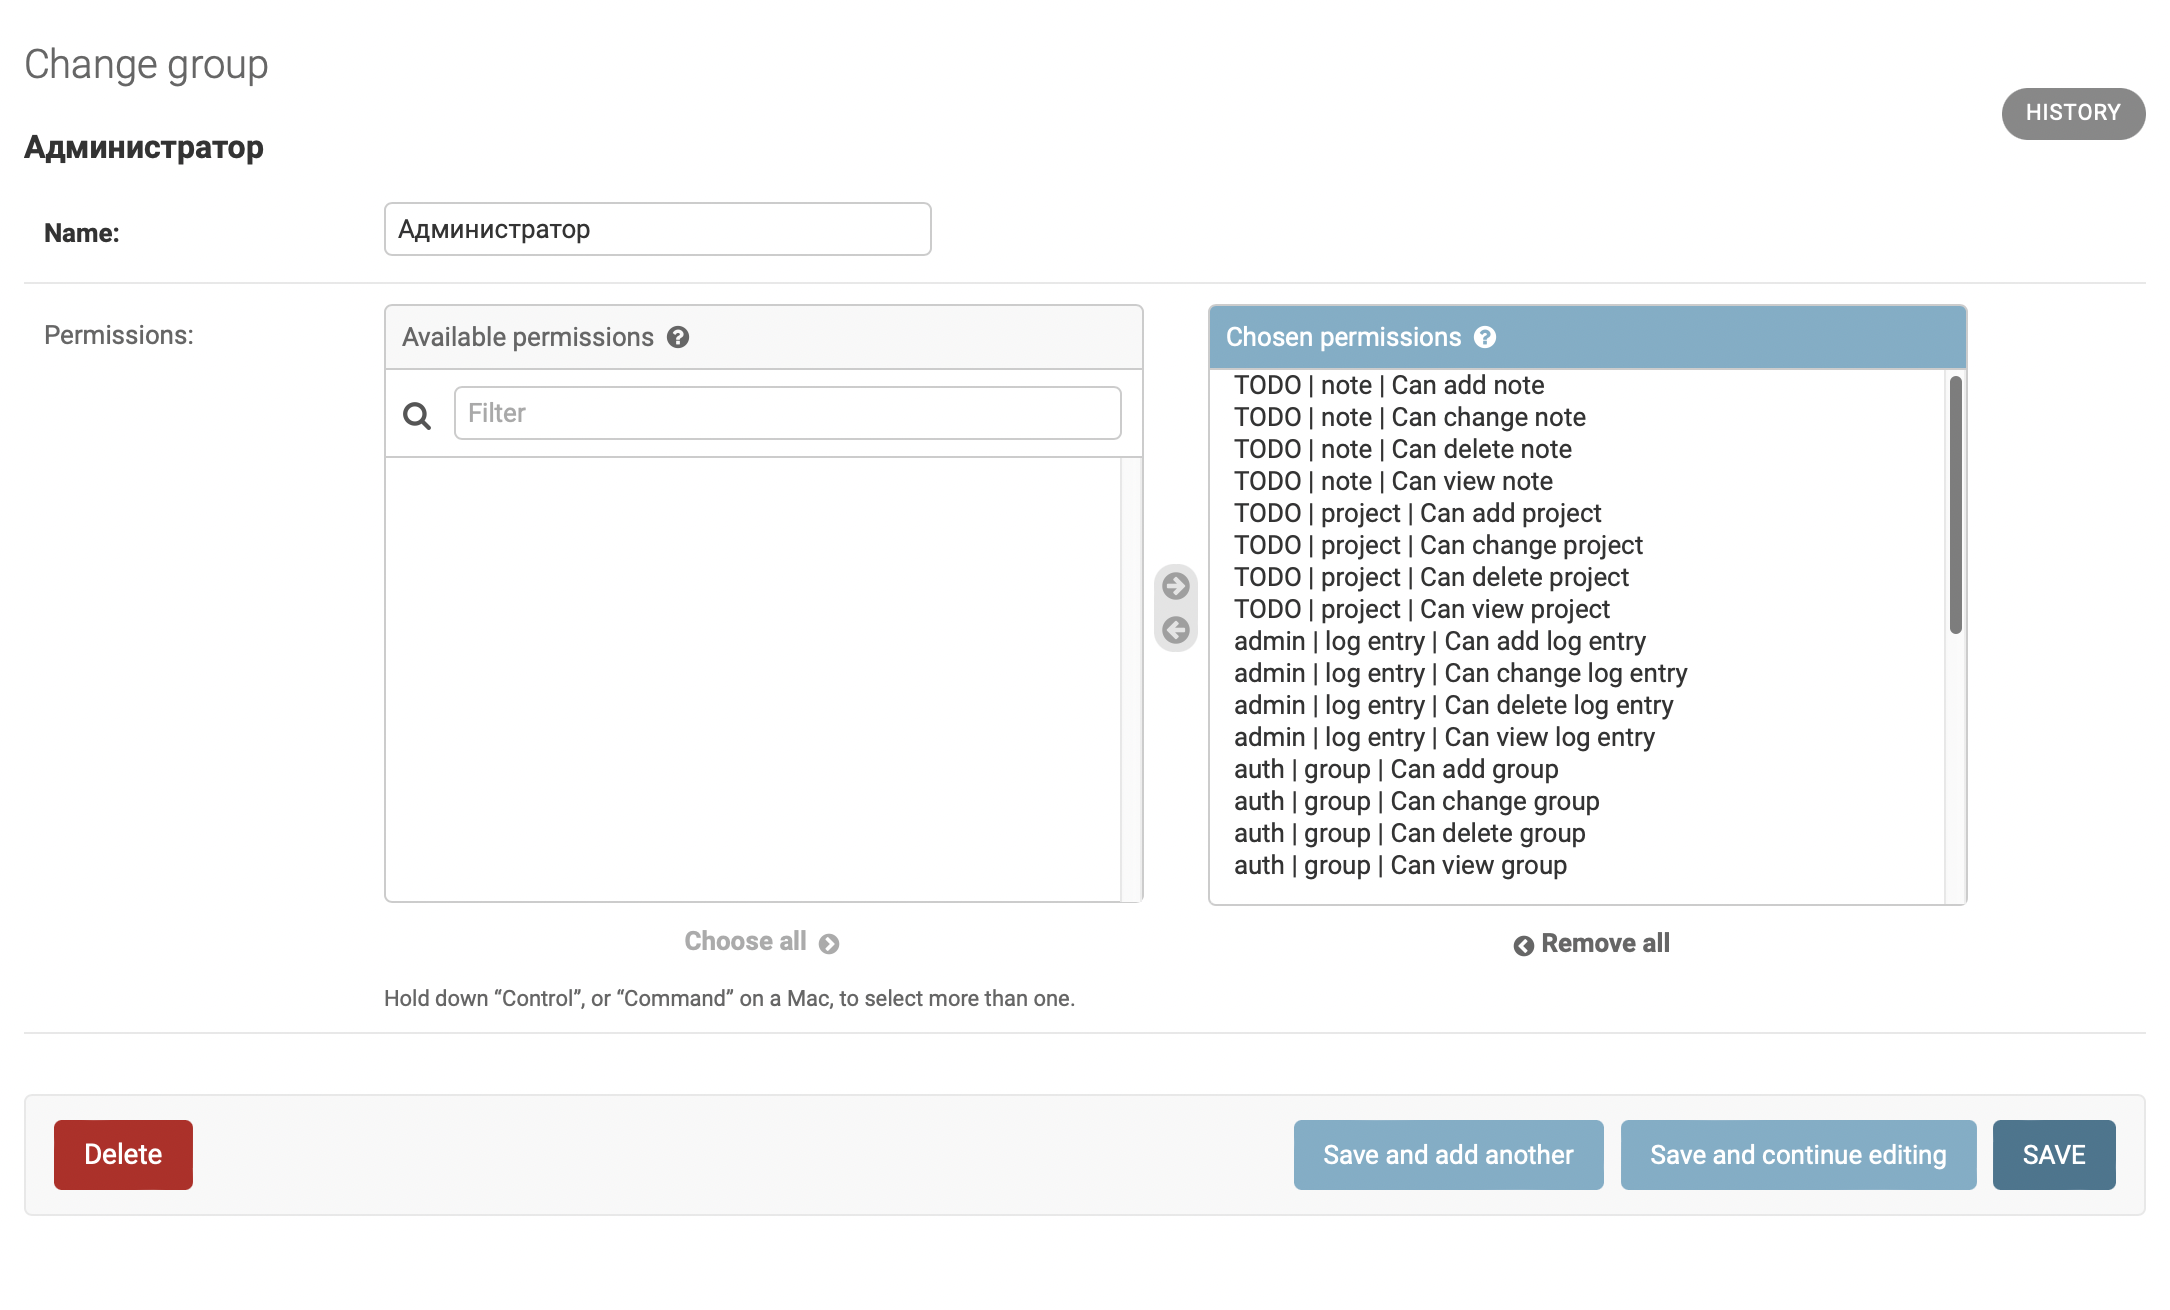 Change group
HISTORY
Администратор
Name:
Администратор
Permissions:
Available permissions
Filter
Chosen permissions
TODO | note | Can add note
TODO | note | Can change note
TODO | note | Can delete note
TODO | note | Can view note
TODO | project | Can add project
TODO | project | Can change project
TODO | project | Can delete project
TODO | project | Can view project
admin | log entry | Can add log entry
admin | log entry | Can change log entry
admin | log entry | Can delete log entry
admin | log entry | Can view log entry
auth | group | Can add group
auth | group | Can change group
auth | group | Can delete group
auth | group | Can view group
Choose all
Remove all
Hold down “Control”, or “Command” on a Mac, to select more than one.
Delete
Save and add another
Save and continue editing
SAVE